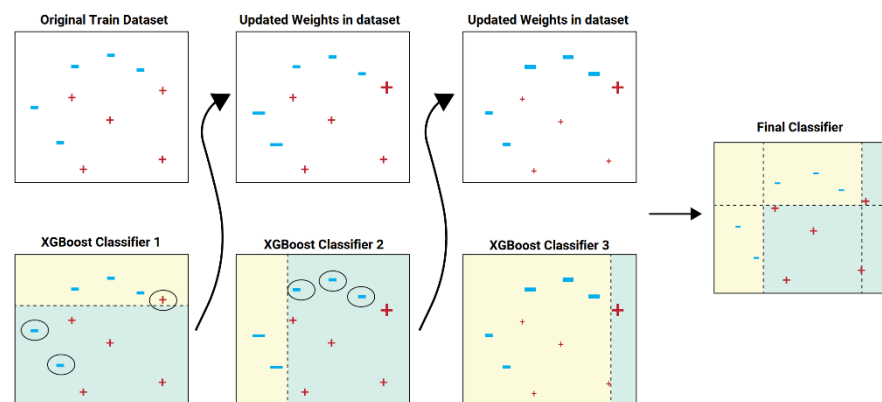 Original Train Dataset
Updated Weights in dataset
Updated Weights in dataset
Final Classifier
XGBoost Classifier 1
XGBoost Classifier 2
XGBoost Classifier 3